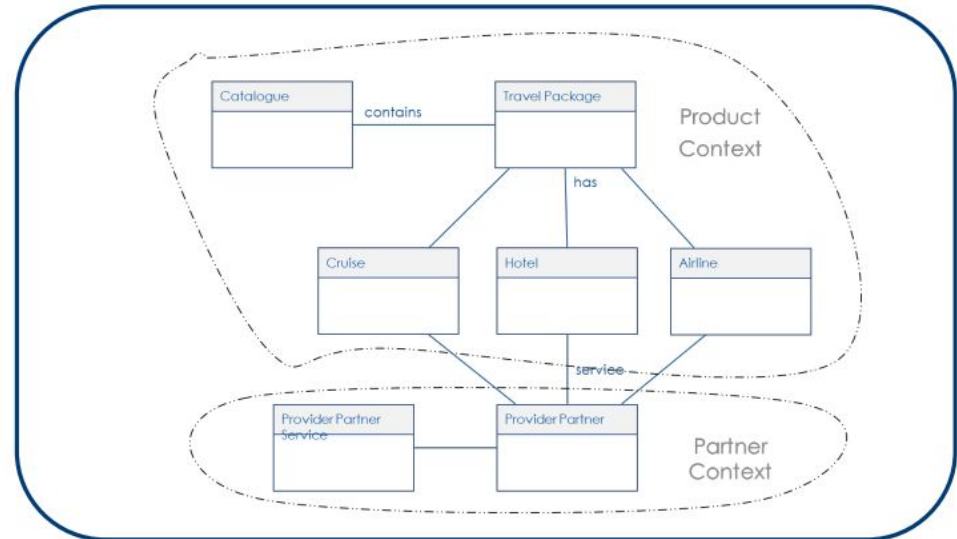 Catalogue
contains
Travel Package
Product
Context
has
Cruise
Hotel
Airline
service
Provider Partner
Service
Provider Partner
Partner
Context